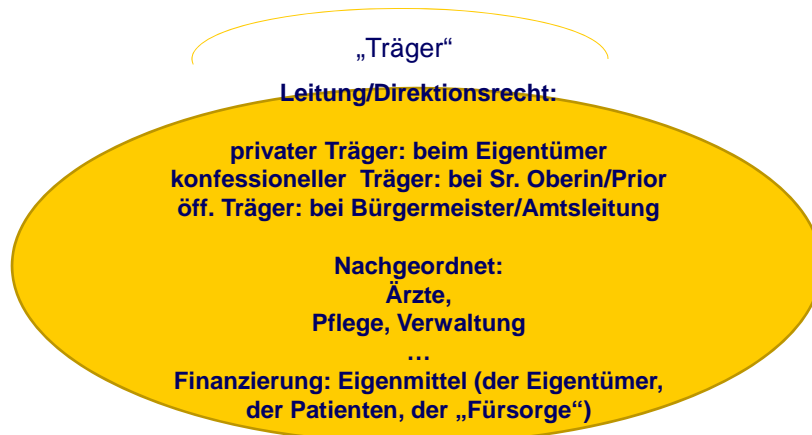 „Träger“
Leitung/Direktionsrecht:
privater Träger: beim Eigentümer
konfessioneller Träger: bei Sr. Oberin/Prior
öff. Träger: bei Bürgermeister/Amtsleitung
Nachgeordnet:
Ärzte,
Pflege, Verwaltung
…
Finanzierung: Eigenmittel (der Eigentümer,
der Patienten, der „Fürsorge“)